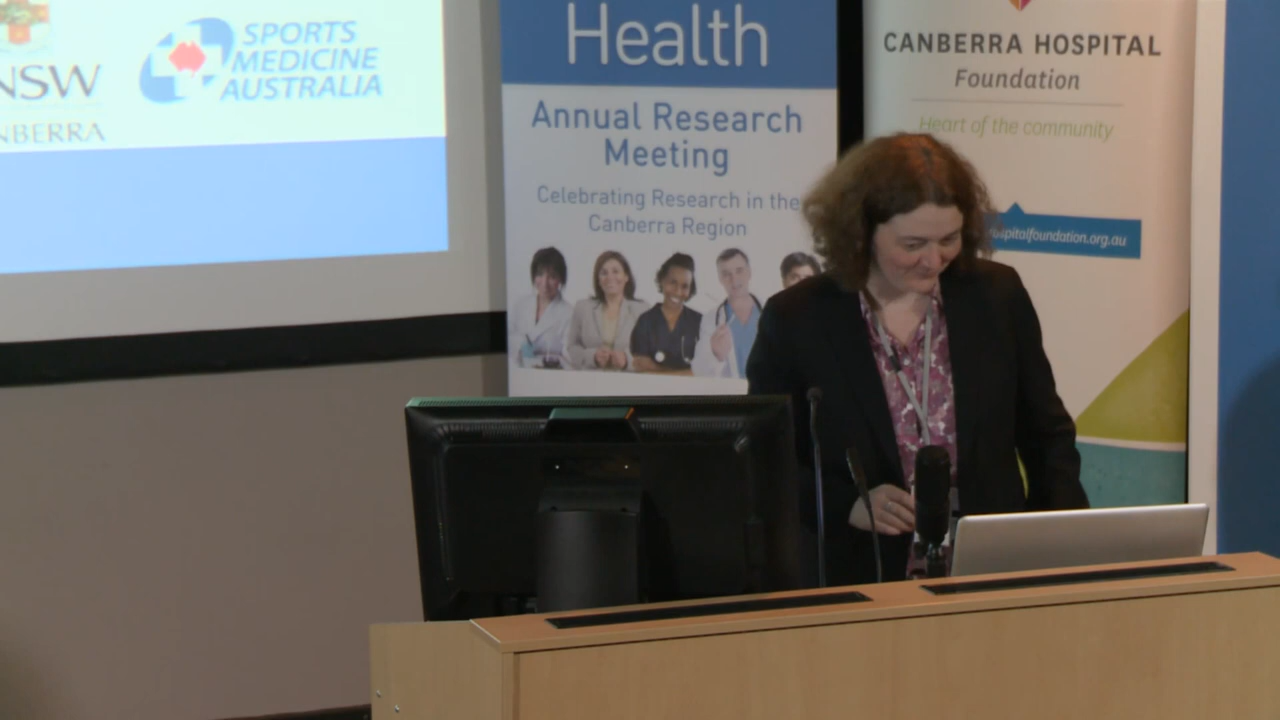 NSW
NBERRA
SPORTS
MEDICINE
AUSTRALIA
Health
Annual Research
Meeting
Celebrating Research in the
Canberra Region
CANBERRA HOSPITAL
Foundation
Heart of the community
ospitalfoundation.org.au